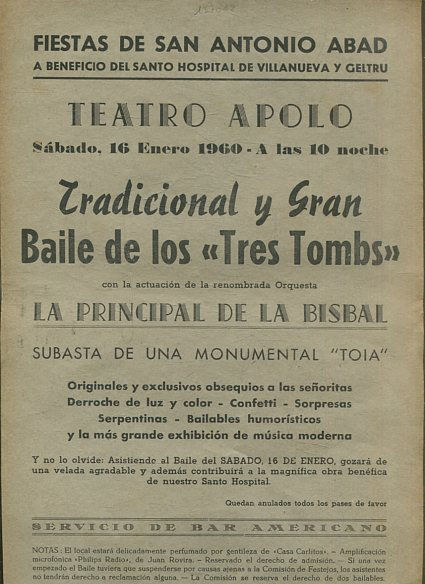 FIESTAS DE SAN ANTONIO ABAD
A BENEFICIO DEL SANTO HOSPITAL DE VILLANUEVA Y GELTRU
TEATRO APOLO
Sábado, 16 Enero 1960 - A las 10 noche
Tradicional y Gran
Baile de los «Tres Tombs»
con la actuación de la renombrada Orquesta
LA PRINCIPAL DE LA BISBAL
SUBASTA DE UNA MONUMENTAL "TOIA"
Originales y exclusivos obsequios a las señoritas
Derroche de luz y color - Confetti - Sorpresas
Serpentinas - Bailables humorísticos
y la más grande exhibición de música moderna
Y no lo olvide: Asistiendo al Baile del SABADO, 16 DE ENERO, gozará de
una velada agradable y además contribuirá a la magnífica obra benéfica
de nuestro Santo Hospital.
Quedan anulados todos los pases de favor
SERVICIO DE BAR AMERICANO
NOTAS: El local estará delicadamente perfumado por gentileza de «Casa Carlitos». - Amplificación
microfónica «Philips Radio», de Juan Rovira. - Reservado el derecho de admisión. - Si una vez
empezado el Baile tuviera que suspenderse por causas ajenas a la Comisión de Festejos, los asistentes
no tendrán derecho a reclamación alguna. - La Comisión se reserva el derecho de dos bailables.